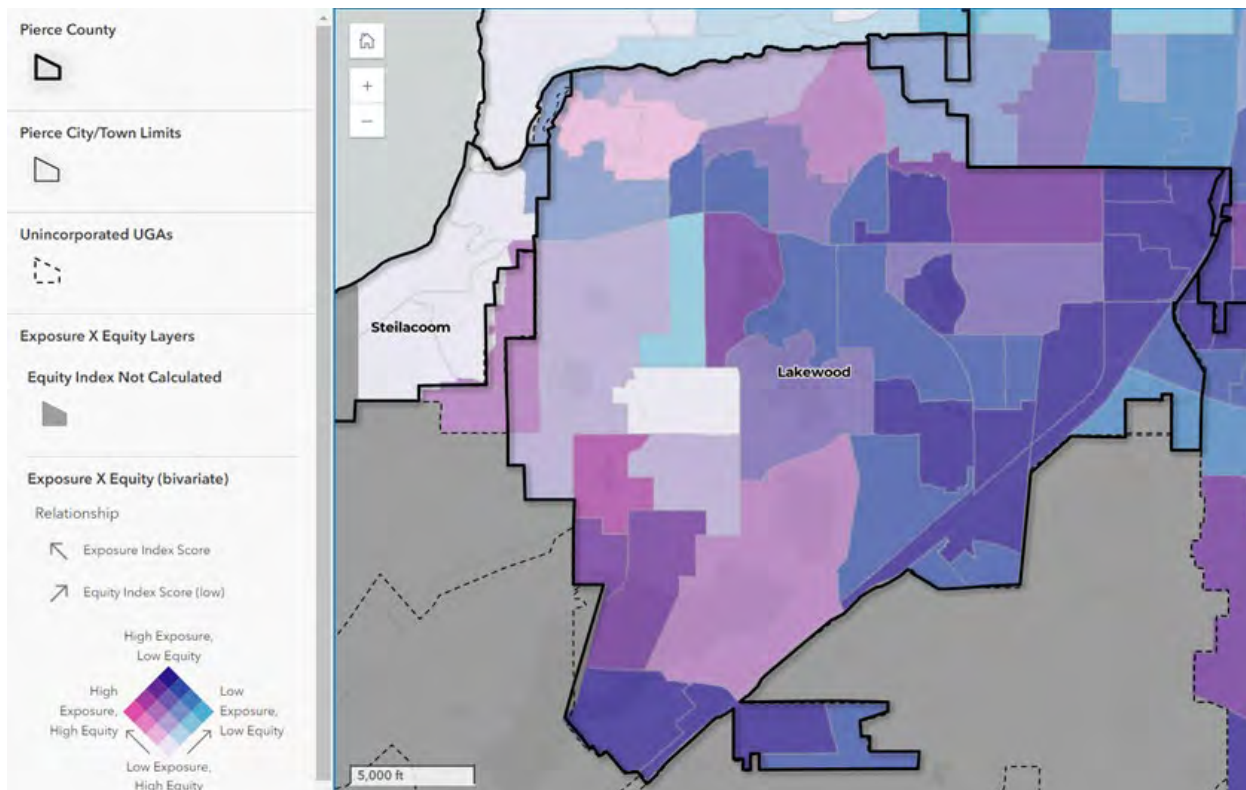 Pierce County
Pierce City/Town Limits
Unincorporated UGAs
Exposure X Equity Layers
Equity Index Not Calculated
Exposure X Equity (bivariate)
Relationship
Exposure Index Score
Equity Index Score (low)
High Exposure,
Low Equity
High
Exposure,
High Equity
Low
Exposure,
Low Equity
Low Exposure,
High Equity
+
−
Steilacoom
Lakewood
5,000 ft